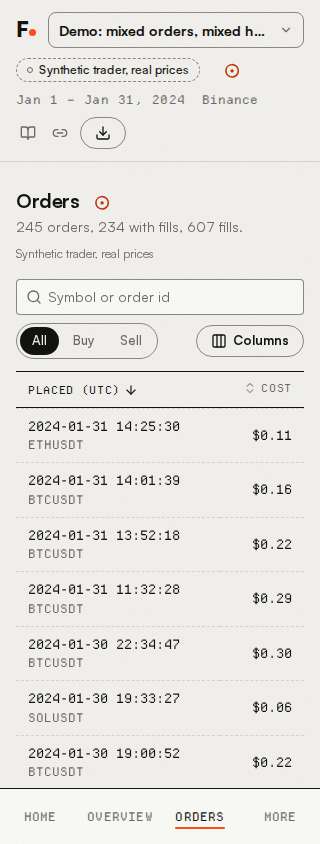 F.
Demo: mixed orders, mixed h...
Synthetic trader, real prices
Jan 1 – Jan 31, 2024 Binance
Orders
245 orders, 234 with fills, 607 fills.
Synthetic trader, real prices
Symbol or order id
All Buy Sell Columns
PLACED (UTC) COST
2024-01-31 14:25:30
ETHUSDT $0.11
2024-01-31 14:01:39
BTCUSDT $0.16
2024-01-31 13:52:18
BTCUSDT $0.22
2024-01-31 11:32:28
BTCUSDT $0.29
2024-01-30 22:34:47
BTCUSDT $0.30
2024-01-30 19:33:27
SOLUSDT $0.06
2024-01-30 19:00:52
BTCUSDT $0.22
HOME OVERVIEW ORDERS MORE